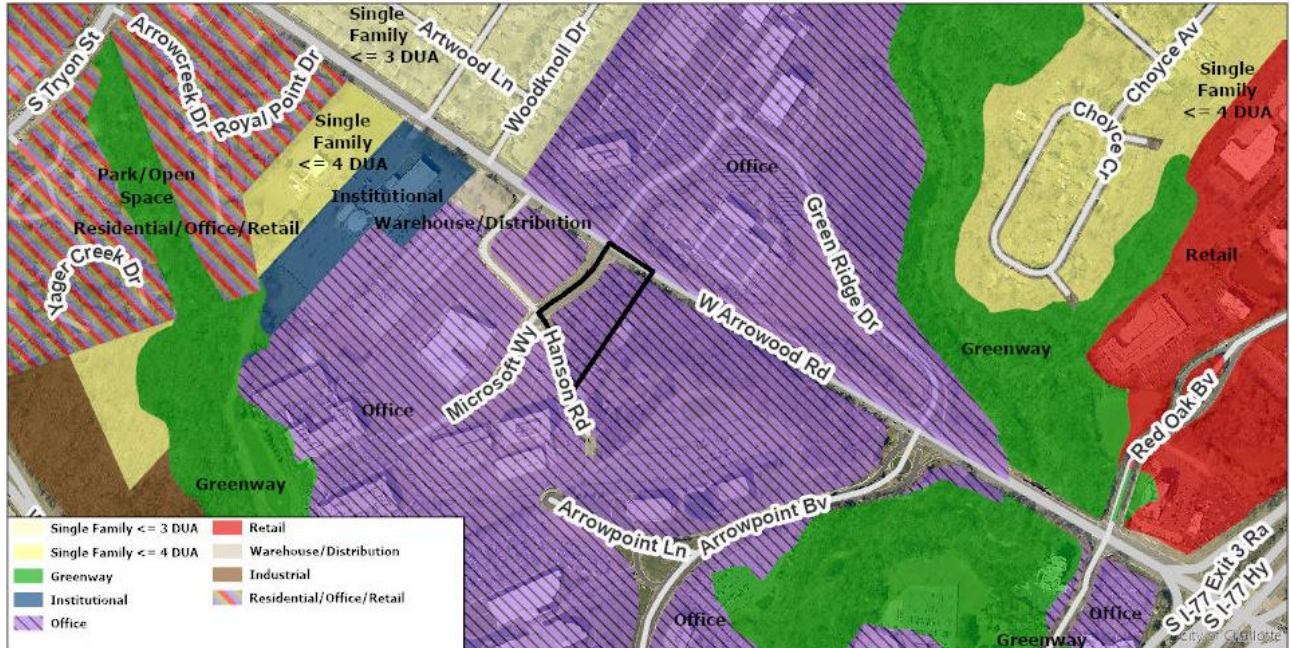 S Tryon St
Arrowcreek Dr
Royal Point Dr
Single
Family
<= 3 DUA
Artwood Ln
Woodknoll Dr
Single
Family
<= 4 DUA
Institutional
Warehouse/Distribution
Park/Open
Space
Residential/Office/Retail
Yager Creek Dr
Office
Green Ridge Dr
Choyce Av
Choyce Cr
Single
Family
<= 4 DUA
Retail
Greenway
W Arrowood Rd
Microsoft Wy
Hanson Rd
Office
Greenway
Red Oak Bv
Arrowpoint Ln
Arrowpoint Bv
Office
Office
Greenway
S I-77 Exit 3 Ra
S I-77 Hy
City of Charlotte
Single Family <= 3 DUA
Single Family <= 4 DUA
Greenway
Institutional
Office
Retail
Warehouse/Distribution
Industrial
Residential/Office/Retail